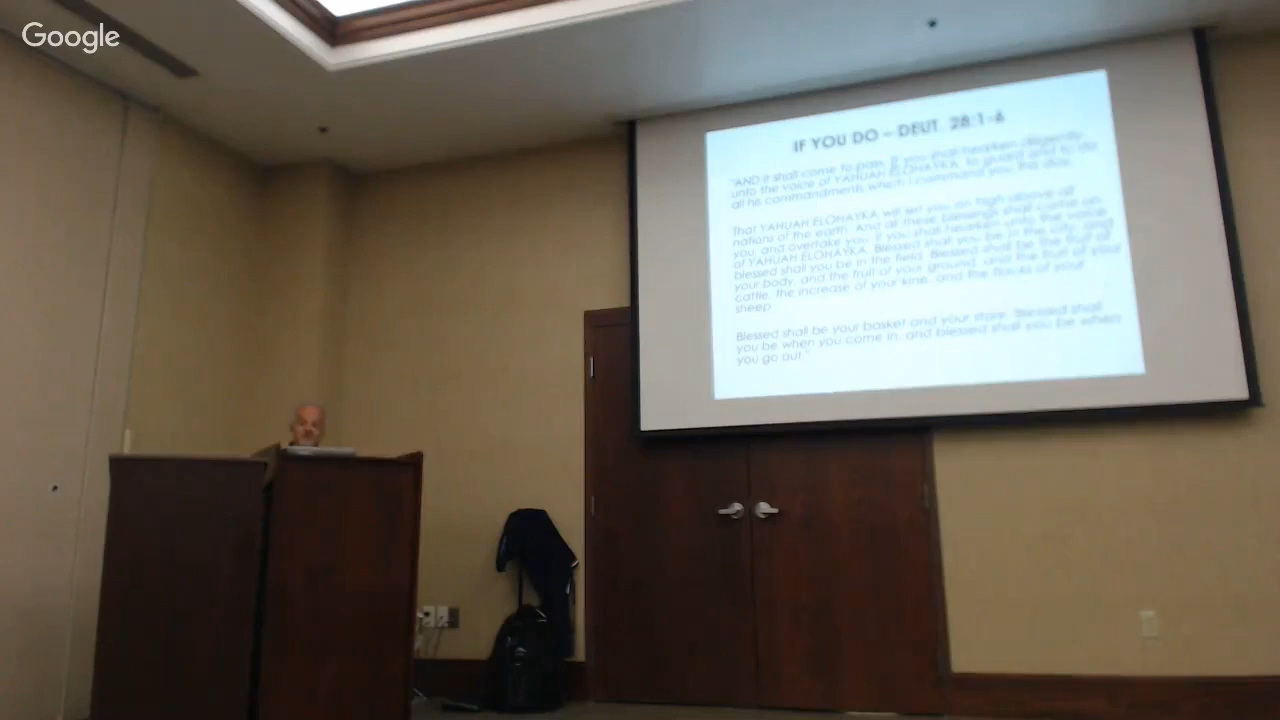 Google
IF YOU DO – DEUT. 28:1-6
"AND it shall come to pass, if you shall hearken diligently
unto the voice of YAHUAH ELOHAYKA, to guard and to do
all his commandments which I command you this day,
That YAHUAH ELOHAYKA will set you on high above all
nations of the earth. And all these blessings shall come on
you, and overtake you, if you shall hearken unto the voice
of YAHUAH ELOHAYKA. Blessed shall you be in the city, and
blessed shall you be in the field. Blessed shall be the fruit of
your body, and the fruit of your ground, and the fruit of your
cattle, the increase of your kine, and the flocks of your
sheep.
Blessed shall be your basket and your store. Blessed shall
you be when you come in, and blessed shall you be when
you go out."